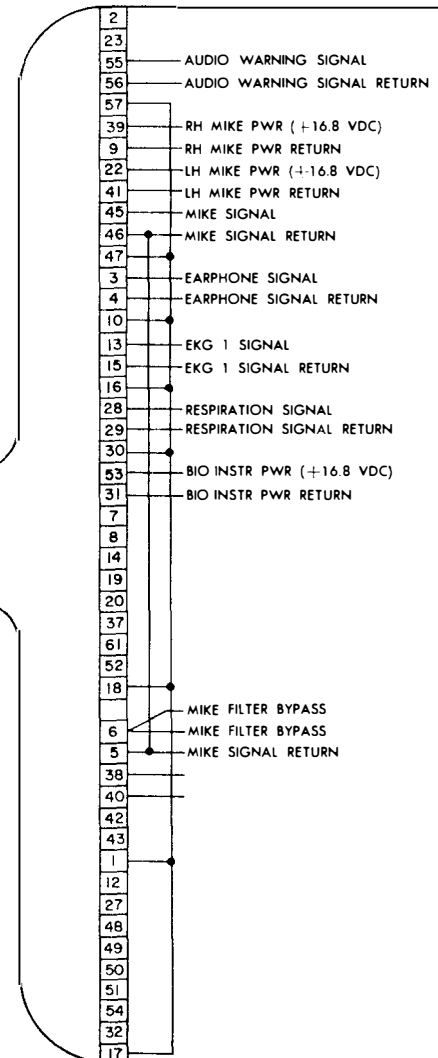 2
23
55 AUDIO WARNING SIGNAL
56 AUDIO WARNING SIGNAL RETURN
57
39 RH MIKE PWR (+16.8 VDC)
9 RH MIKE PWR RETURN
22 LH MIKE PWR (+16.8 VDC)
41 LH MIKE PWR RETURN
45 MIKE SIGNAL
46 MIKE SIGNAL RETURN
47
3 EARPHONE SIGNAL
4 EARPHONE SIGNAL RETURN
10
13 EKG 1 SIGNAL
15 EKG 1 SIGNAL RETURN
16
28 RESPIRATION SIGNAL
29 RESPIRATION SIGNAL RETURN
30
53 BIO INSTR PWR (+16.8 VDC)
31 BIO INSTR PWR RETURN
7
8
14
19
20
37
61
52
18
MIKE FILTER BYPASS
6 MIKE FILTER BYPASS
5 MIKE SIGNAL RETURN
38
40
42
43
1
12
27
48
49
50
51
54
32
17